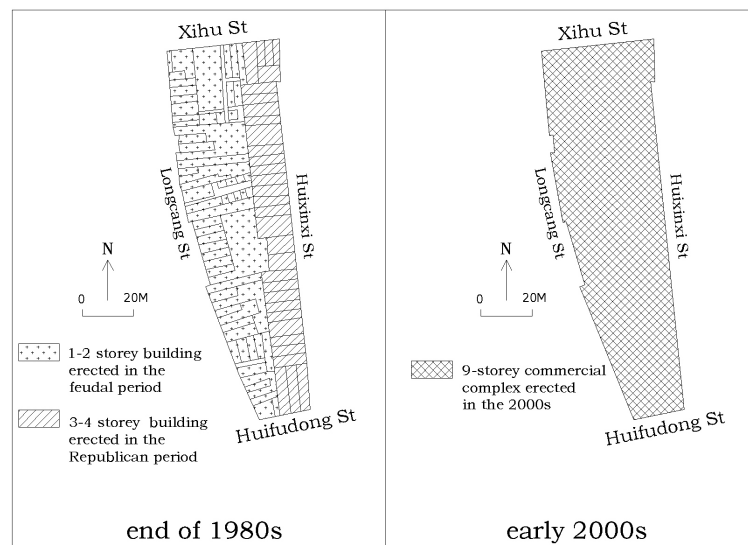 Xihu St
Longcang St
Huixinxi St
N
0 20M
1-2 storey building
erected in the
feudal period
3-4 storey building
erected in the
Republican period
Huifudong St
end of 1980s
Xihu St
Longcang St
Huixinxi St
N
0 20M
9-storey commercial
complex erected
in the 2000s
Huifudong St
early 2000s